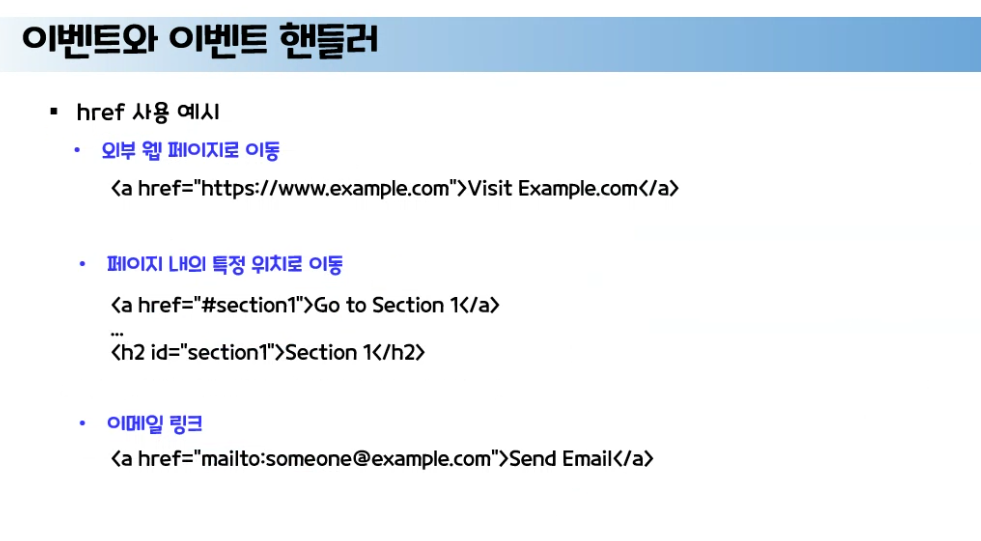 이벤트와 이벤트 핸들러
▪ href 사용 예시
• 외부 웹 페이지로 이동
<a href="https://www.example.com">Visit Example.com</a>
• 페이지 내의 특정 위치로 이동
<a href="#section1">Go to Section 1</a>
...
<h2 id="section1">Section 1</h2>
• 이메일 링크
<a href="mailto:someone@example.com">Send Email</a>